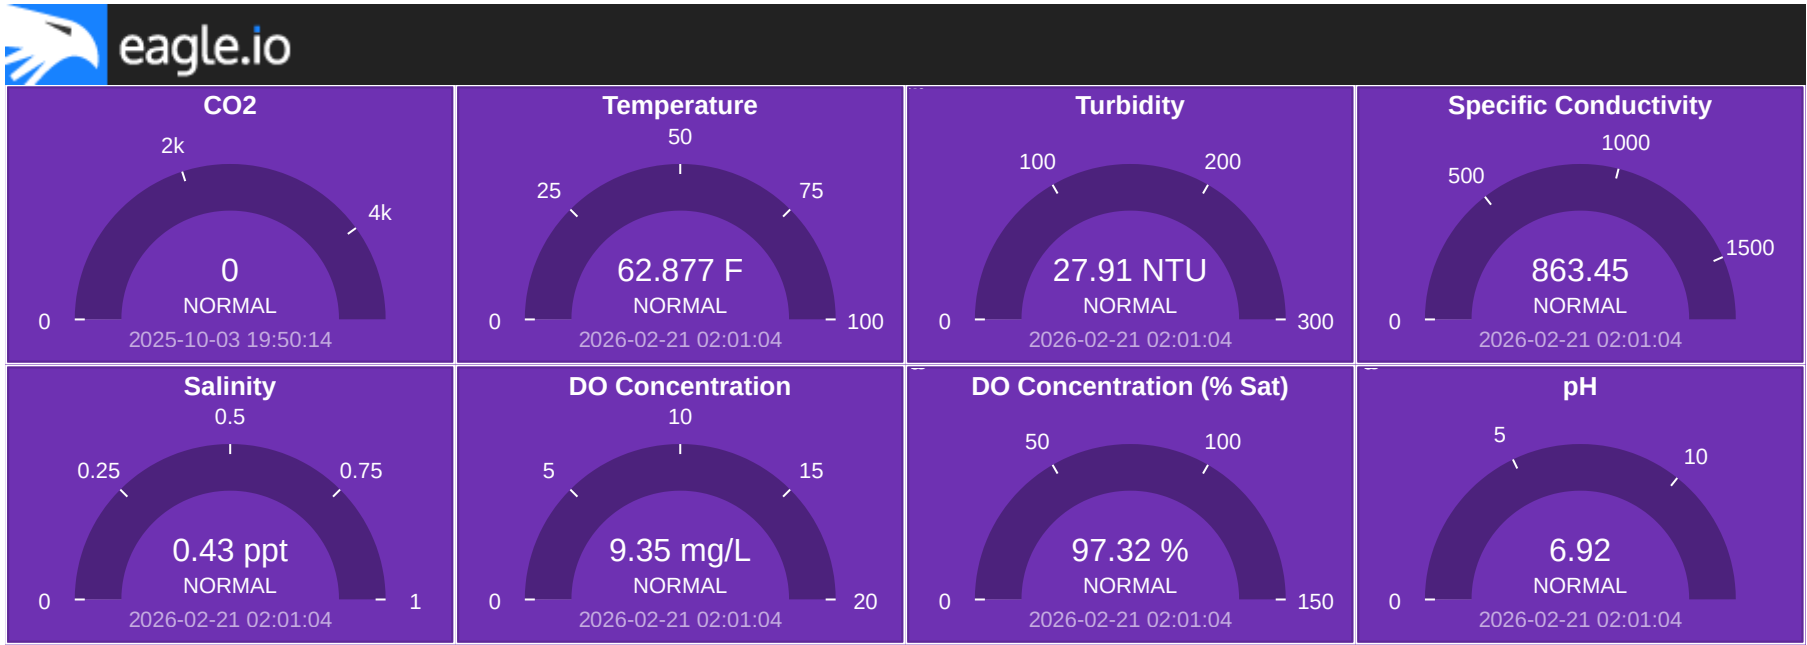 eagle.io
CO2
2k
4k
0
0
NORMAL
2025-10-03 19:50:14
Temperature
50
25
75
62.877 F
NORMAL
0
100
2026-02-21 02:01:04
Turbidity
100
200
27.91 NTU
NORMAL
0
300
2026-02-21 02:01:04
Specific Conductivity
1000
500
1500
863.45
NORMAL
0
2026-02-21 02:01:04
Salinity
0.5
0.25
0.75
0.43 ppt
NORMAL
0
1
2026-02-21 02:01:04
DO Concentration
10
5
15
9.35 mg/L
NORMAL
0
20
2026-02-21 02:01:04
DO Concentration (% Sat)
50
100
97.32 %
NORMAL
0
150
2026-02-21 02:01:04
pH
5
10
6.92
NORMAL
0
2026-02-21 02:01:04